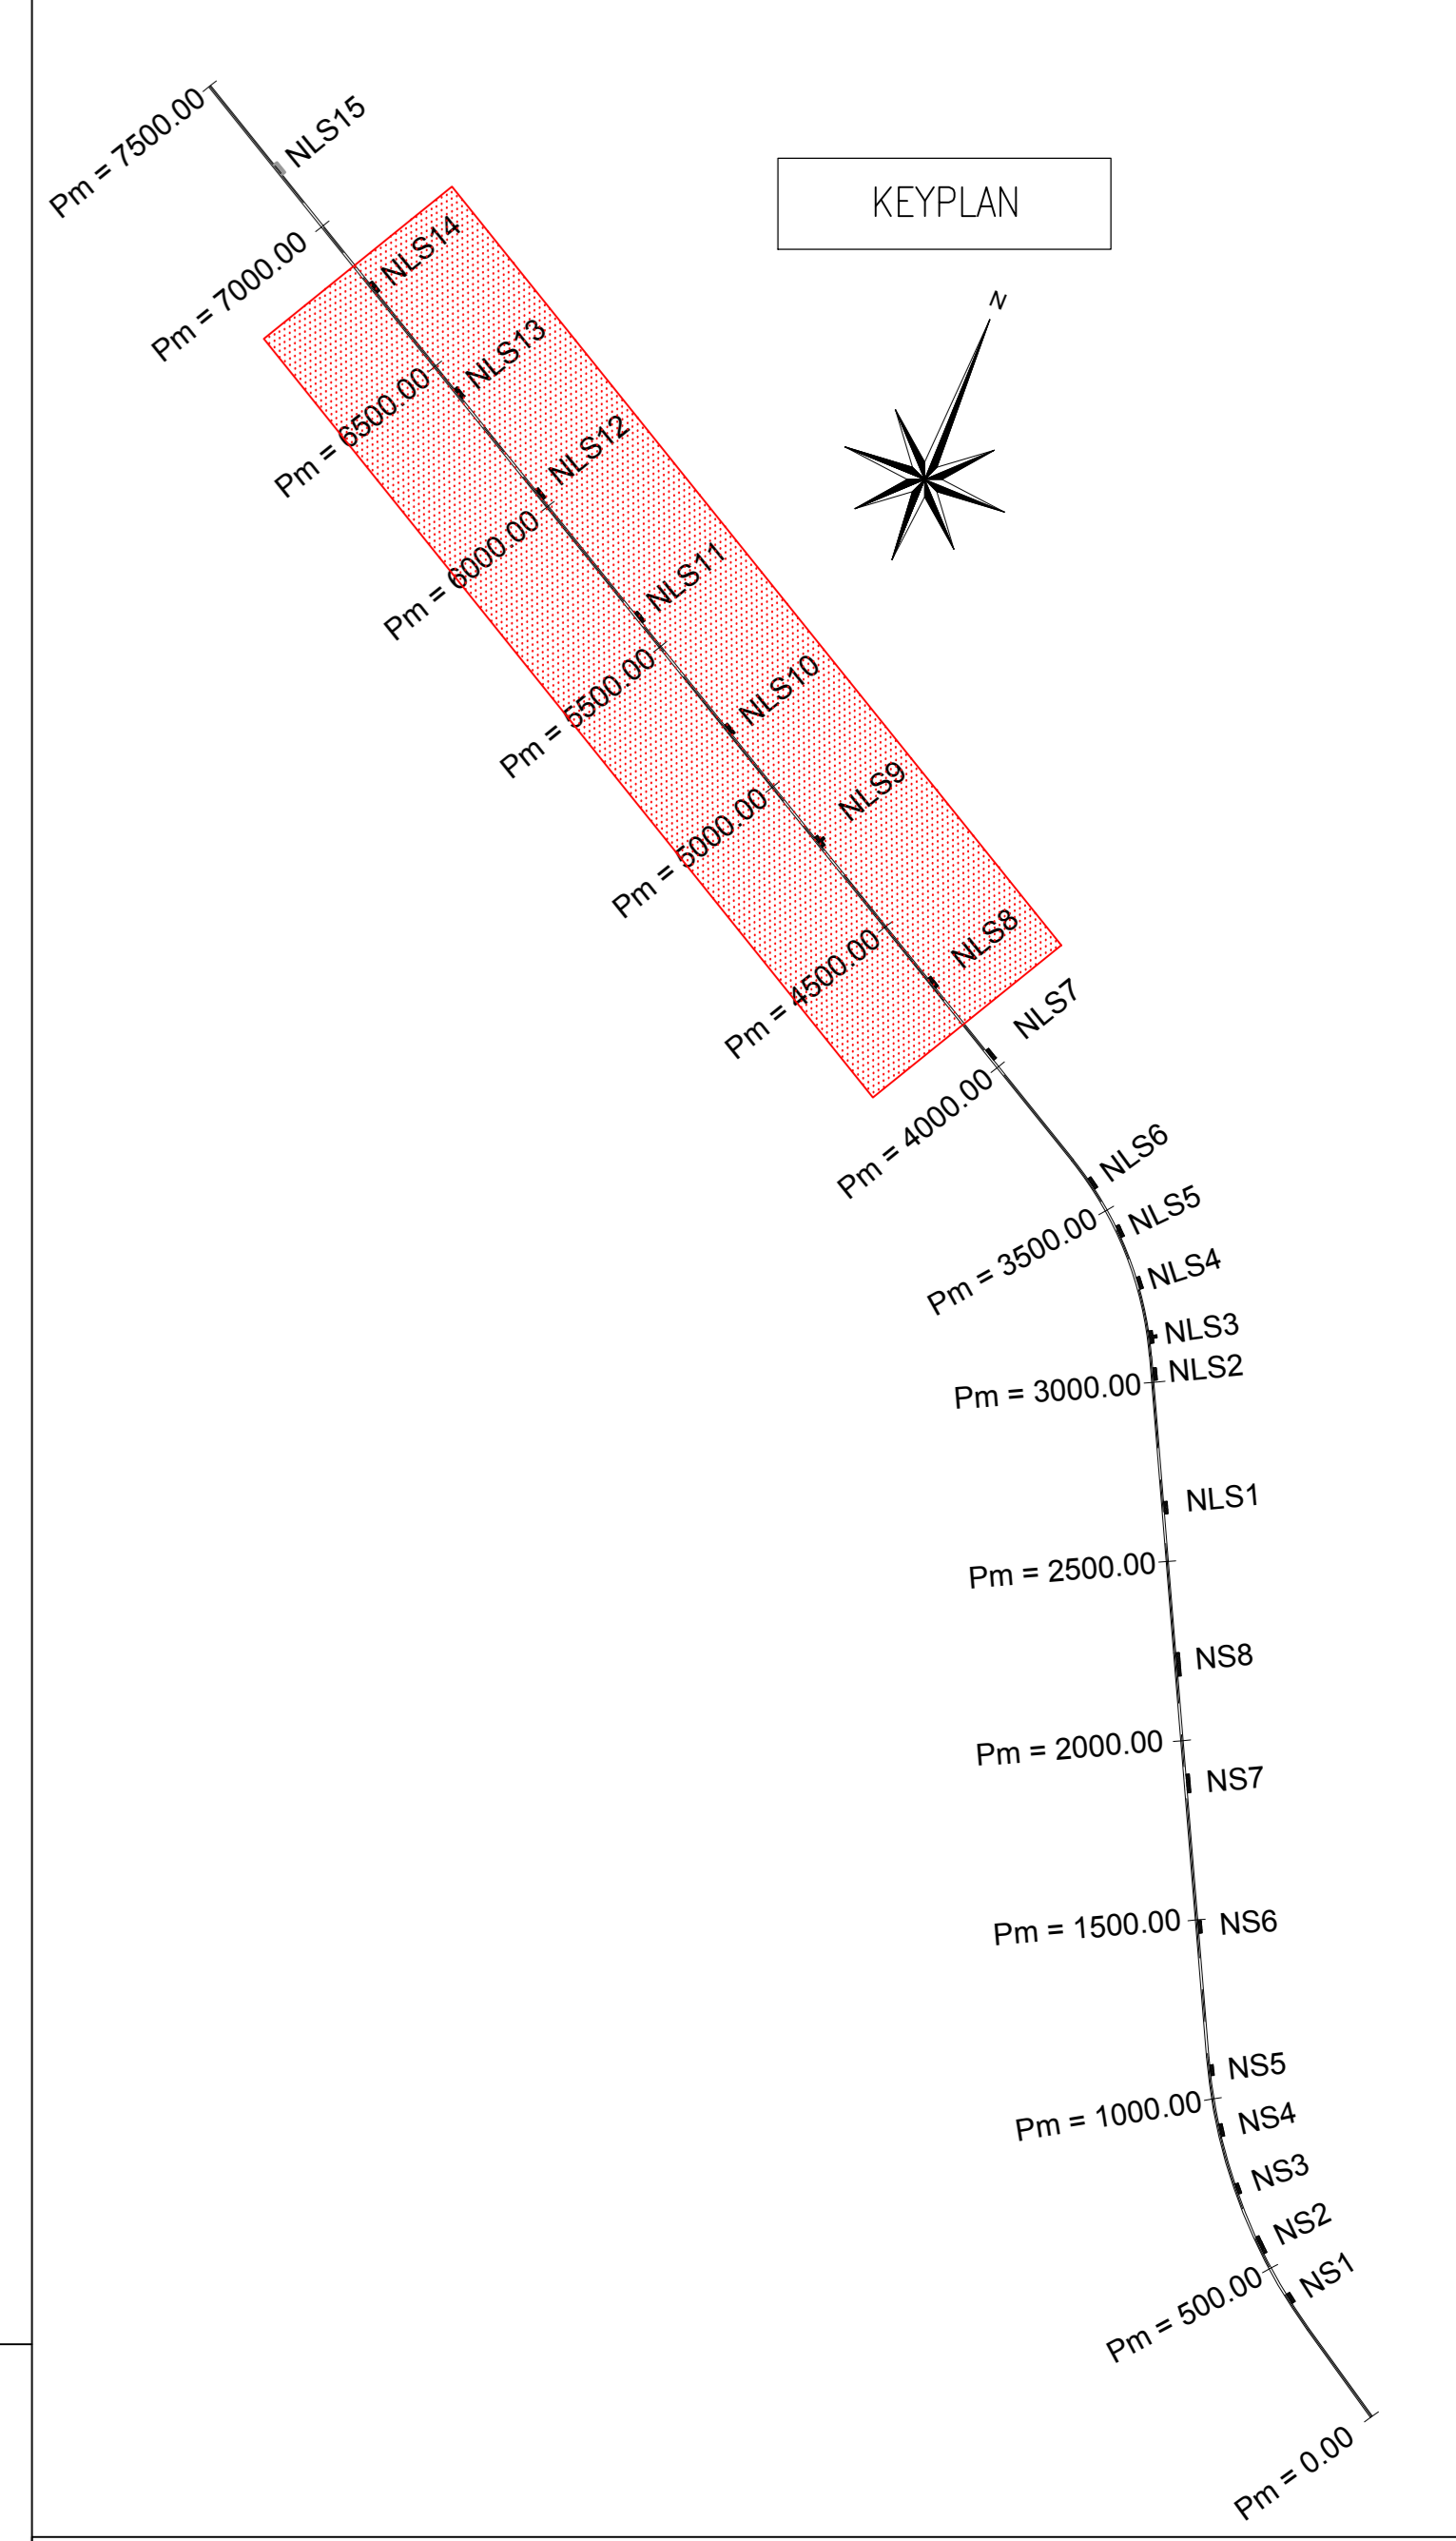 Pm = 7500.00
NLS15
KEYPLAN
Pm = 7000.00
NLS14
N
Pm = 6500.00
NLS13
NLS12
Pm = 6000.00
NLS11
Pm = 5500.00
NLS10
Pm = 5000.00
NLS9
Pm = 4500.00
NLS8
NLS7
Pm = 4000.00
NLS6
Pm = 3500.00
NLS5
NLS4
NLS3
NLS2
Pm = 3000.00
NLS1
Pm = 2500.00
NS8
Pm = 2000.00
NS7
Pm = 1500.00
NS6
NS5
Pm = 1000.00
NS4
NS3
NS2
Pm = 500.00
NS1
Pm = 0.00